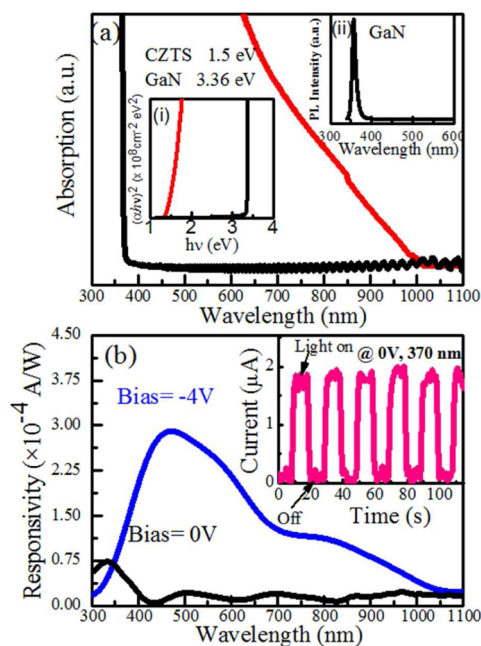 (a)
CZTS 1.5 eV
GaN 3.36 eV
(ii) GaN
PL Intensity (a.u.)
300 400 500 600
Wavelength (nm)
(i)
(αhν)² (x 10⁸cm⁻² eV²)
1 2 3 4
hν (eV)
Absorption (a.u.)
300 400 500 600 700 800 900 1000 1100
Wavelength (nm)
(b)
Bias= -4V
Bias= 0V
Responsivity (×10⁻⁴ A/W)
4.50
3.75
3.00
2.25
1.50
0.75
0.00
Light on @ 0V, 370 nm
Current (μA)
2
1
0
0 20 40 60 80 100
Off
Time (s)
300 400 500 600 700 800 900 1000 1100
Wavelength (nm)